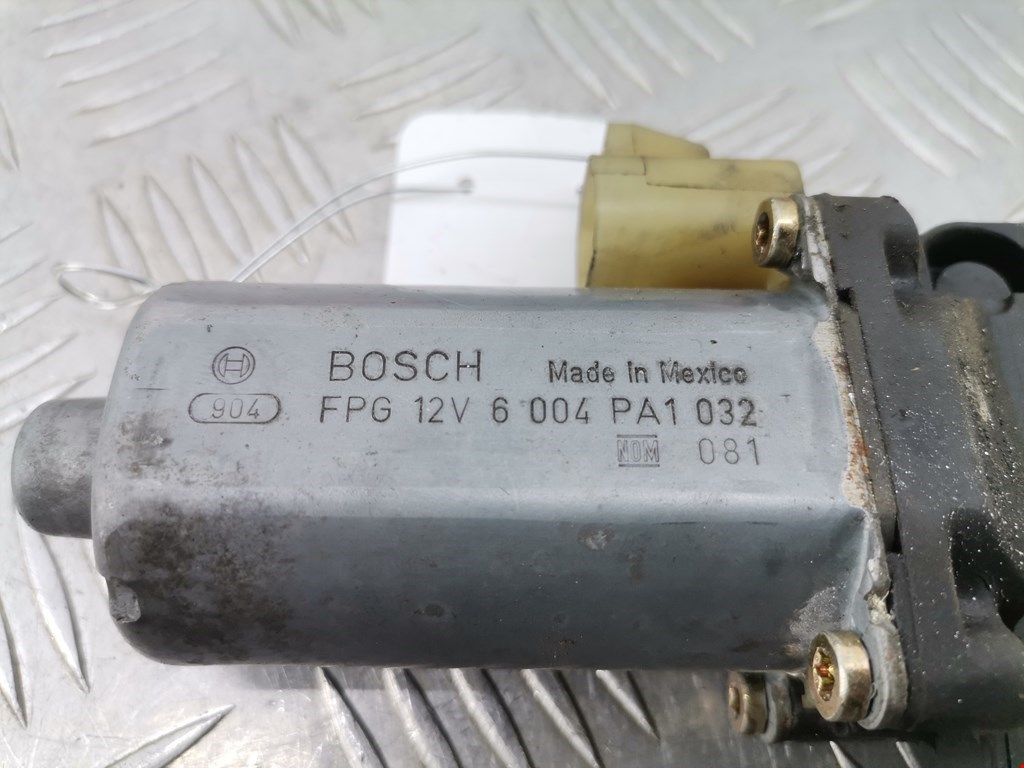 BOSCH Made in Mexico
904 FPG 12V 6 004 PA1 032
NOM 081